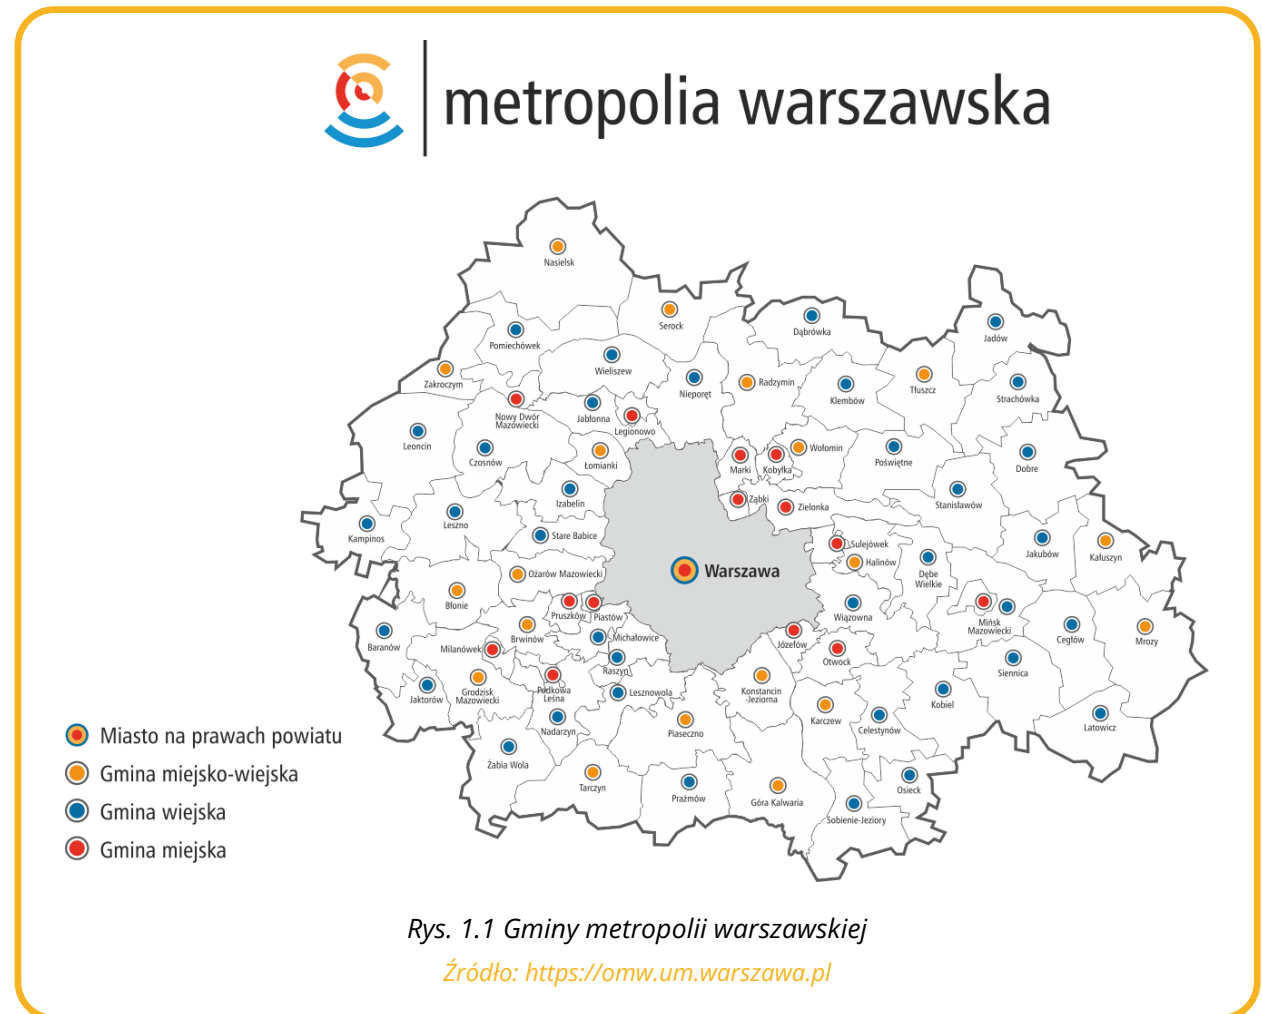 metropolia warszawska
Nasielsk
Serock
Dąbrówka
Jadów
Pomiechówek
Wieliszew
Zakroczym
Nieporęt
Radzymin
Klembów
Tłuszcz
Strachówka
Nowy Dwór
Mazowiecki
Jabłonna
Legionowo
Leoncin
Czosnów
Łomianki
Marki
Kobyłka
Wołomin
Poświętne
Dobre
Izabelin
Ząbki
Zielonka
Stanisławów
Kampinos
Leszno
Stare Babice
Sulejówek
Halinów
Dębe
Wielkie
Jakubów
Kałuszyn
Ożarów Mazowiecki
Warszawa
Błonie
Pruszków
Piastów
Wiązowna
Mińsk
Mazowiecki
Cegłów
Mrozy
Baranów
Milanówek
Brwinów
Michałowice
Józefów
Otwock
Raszyn
Siennica
Jaktorów
Grodzisk
Mazowiecki
Podkowa
Leśna
Lesznowola
Konstancin
-Jeziorna
Karczew
Celestynów
Kobiel
Latowicz
Nadarzyn
Piaseczno
Żabia Wola
Tarczyn
Prażmów
Góra Kalwaria
Sobienie-Jeziory
Osieck
Miasto na prawach powiatu
Gmina miejsko-wiejska
Gmina wiejska
Gmina miejska
Rys. 1.1 Gminy metropolii warszawskiej
Źródło: https://omw.um.warszawa.pl